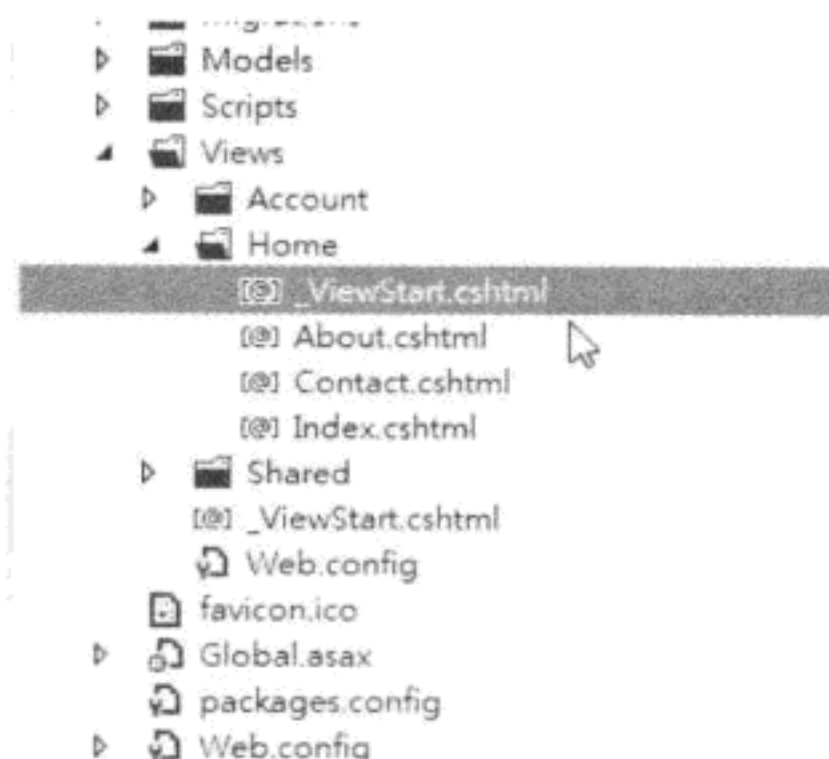 Migrations
Models
Scripts
Views
Account
Home
[@] _ViewStart.cshtml
[@] About.cshtml
[@] Contact.cshtml
[@] Index.cshtml
Shared
[@] _ViewStart.cshtml
Web.config
favicon.ico
Global.asax
packages.config
Web.config